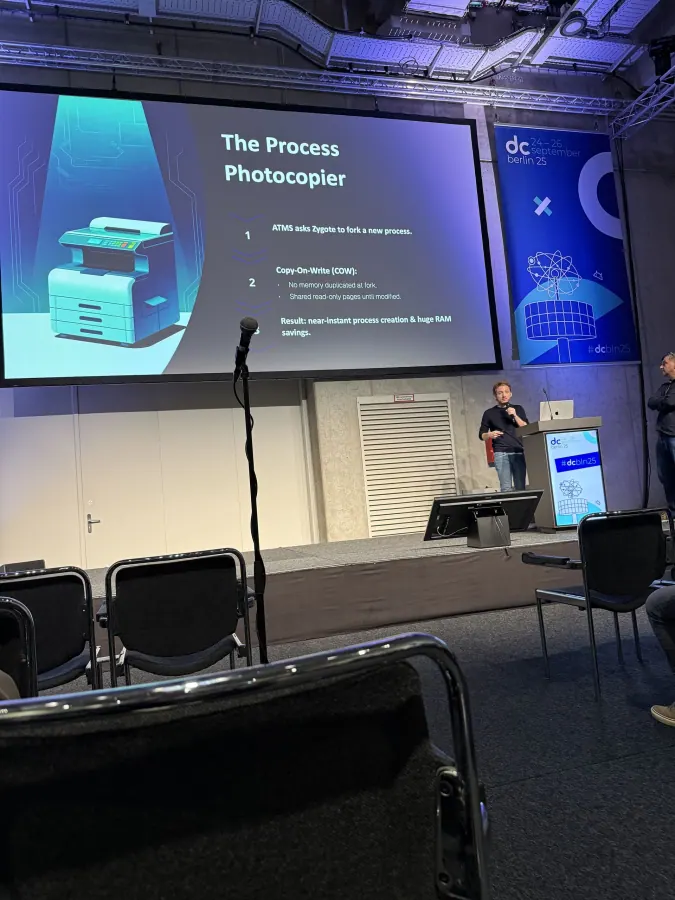 The Process
Photocopier
1
ATMS asks Zygote to fork a new process.
2
Copy-On-Write (COW):
• No memory duplicated at fork.
• Shared read-only pages until modified.
Result: near-instant process creation & huge RAM
savings.
dc 24–26
september
berlin 25
#dcbln25
dc
berlin 25
#dcbln25